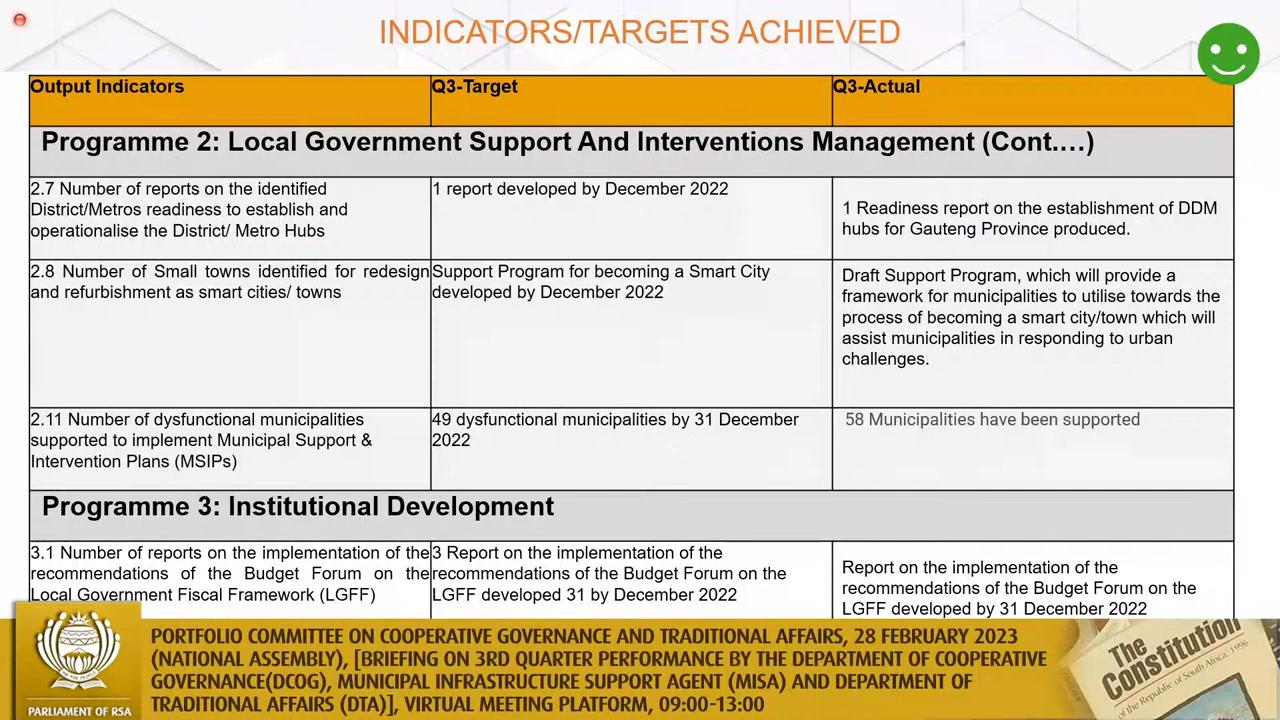 INDICATORS/TARGETS ACHIEVED
Output Indicators
Q3-Target
Q3-Actual
Programme 2: Local Government Support And Interventions Management (Cont.…)
2.7 Number of reports on the identified
District/Metros readiness to establish and
operationalise the District/ Metro Hubs
1 report developed by December 2022
1 Readiness report on the establishment of DDM
hubs for Gauteng Province produced.
2.8 Number of Small towns identified for redesign
and refurbishment as smart cities/ towns
Support Program for becoming a Smart City
developed by December 2022
Draft Support Program, which will provide a
framework for municipalities to utilise towards the
process of becoming a smart city/town which will
assist municipalities in responding to urban
challenges.
2.11 Number of dysfunctional municipalities
supported to implement Municipal Support &
Intervention Plans (MSIPs)
49 dysfunctional municipalities by 31 December
2022
58 Municipalities have been supported
Programme 3: Institutional Development
3.1 Number of reports on the implementation of the
recommendations of the Budget Forum on the
Local Government Fiscal Framework (LGFF)
3 Report on the implementation of the
recommendations of the Budget Forum on the
LGFF developed 31 by December 2022
Report on the implementation of the
recommendations of the Budget Forum on the
LGFF developed by 31 December 2022
PORTFOLIO COMMITTEE ON COOPERATIVE GOVERNANCE AND TRADITIONAL AFFAIRS, 28 FEBRUARY 2023
(NATIONAL ASSEMBLY), [BRIEFING ON 3RD QUARTER PERFORMANCE BY THE DEPARTMENT OF COOPERATIVE
GOVERNANCE(DCOG), MUNICIPAL INFRASTRUCTURE SUPPORT AGENT (MISA) AND DEPARTMENT OF
TRADITIONAL AFFAIRS (DTA)], VIRTUAL MEETING PLATFORM, 09:00-13:00
PARLIAMENT OF RSA
The
Constitution
of the Republic of South Africa, 1996